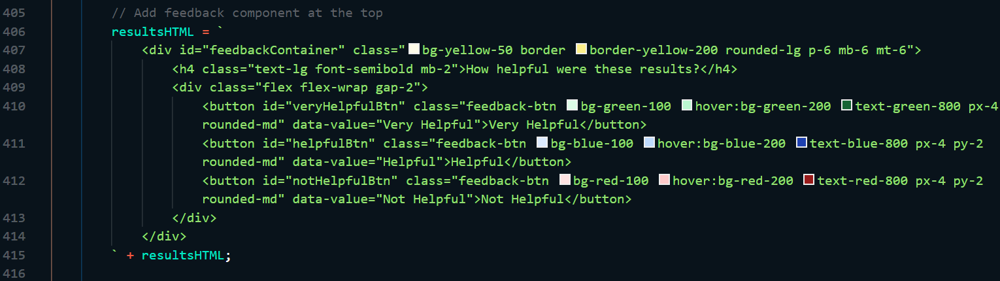 405 // Add feedback component at the top
406 resultsHTML = `
407 <div id="feedbackContainer" class="bg-yellow-50 border border-yellow-200 rounded-lg p-6 mb-6 mt-6">
408 <h4 class="text-lg font-semibold mb-2">How helpful were these results?</h4>
409 <div class="flex flex-wrap gap-2">
410 <button id="veryHelpfulBtn" class="feedback-btn bg-green-100 hover:bg-green-200 text-green-800 px-4
rounded-md" data-value="Very Helpful">Very Helpful</button>
411 <button id="helpfulBtn" class="feedback-btn bg-blue-100 hover:bg-blue-200 text-blue-800 px-4 py-2
rounded-md" data-value="Helpful">Helpful</button>
412 <button id="notHelpfulBtn" class="feedback-btn bg-red-100 hover:bg-red-200 text-red-800 px-4 py-2
rounded-md" data-value="Not Helpful">Not Helpful</button>
413 </div>
414 </div>
415 ` + resultsHTML;
416